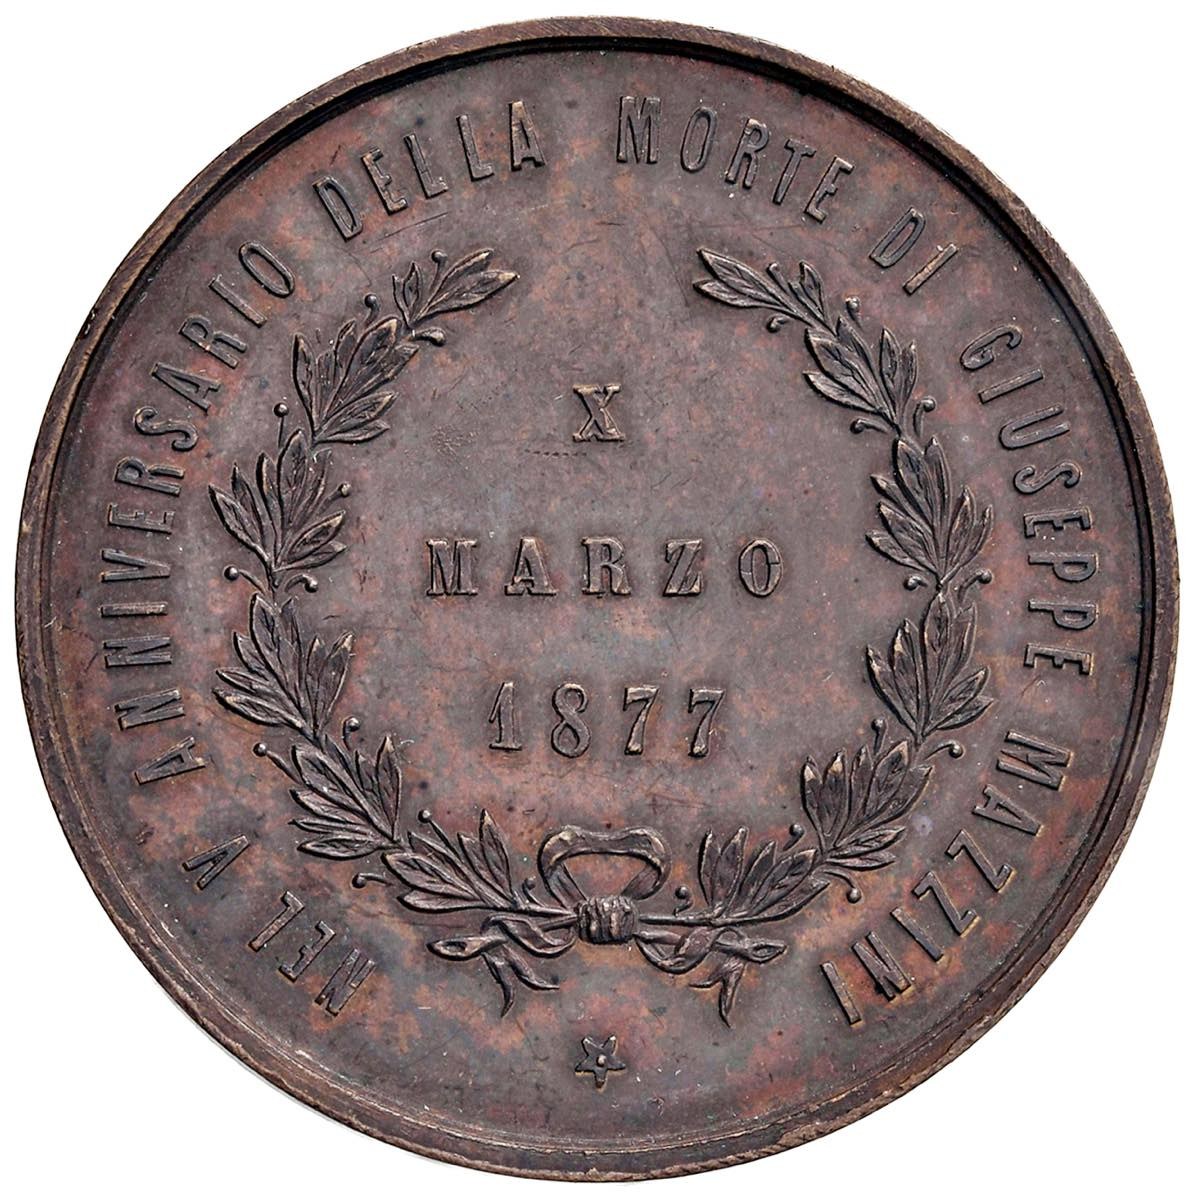 NEL V ANNIVERSARIO DELLA MORTE DI GIUSEPPE MAZZINI
X
MARZO
1877